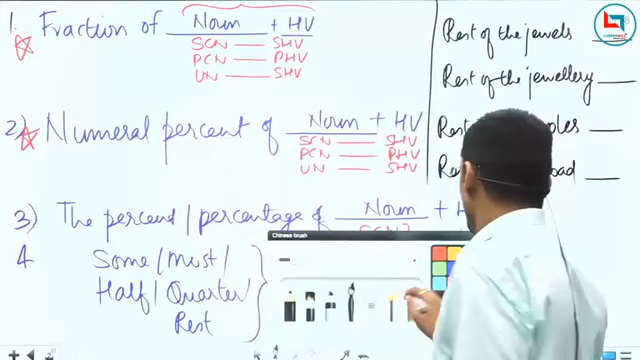 1. Fraction of Noun + HV
SCN — SHV
PCN — PHV
UN — SHV
2) Numeral percent of Noun + HV
SCN — SHV
PCN — PHV
UN — SHV
3) The percent/percentage of Noun + H
4 Some/Most/
Half/Quarter/
Rest
Rest of the jewels
Rest of the jewellery
Rest
Chinese brush